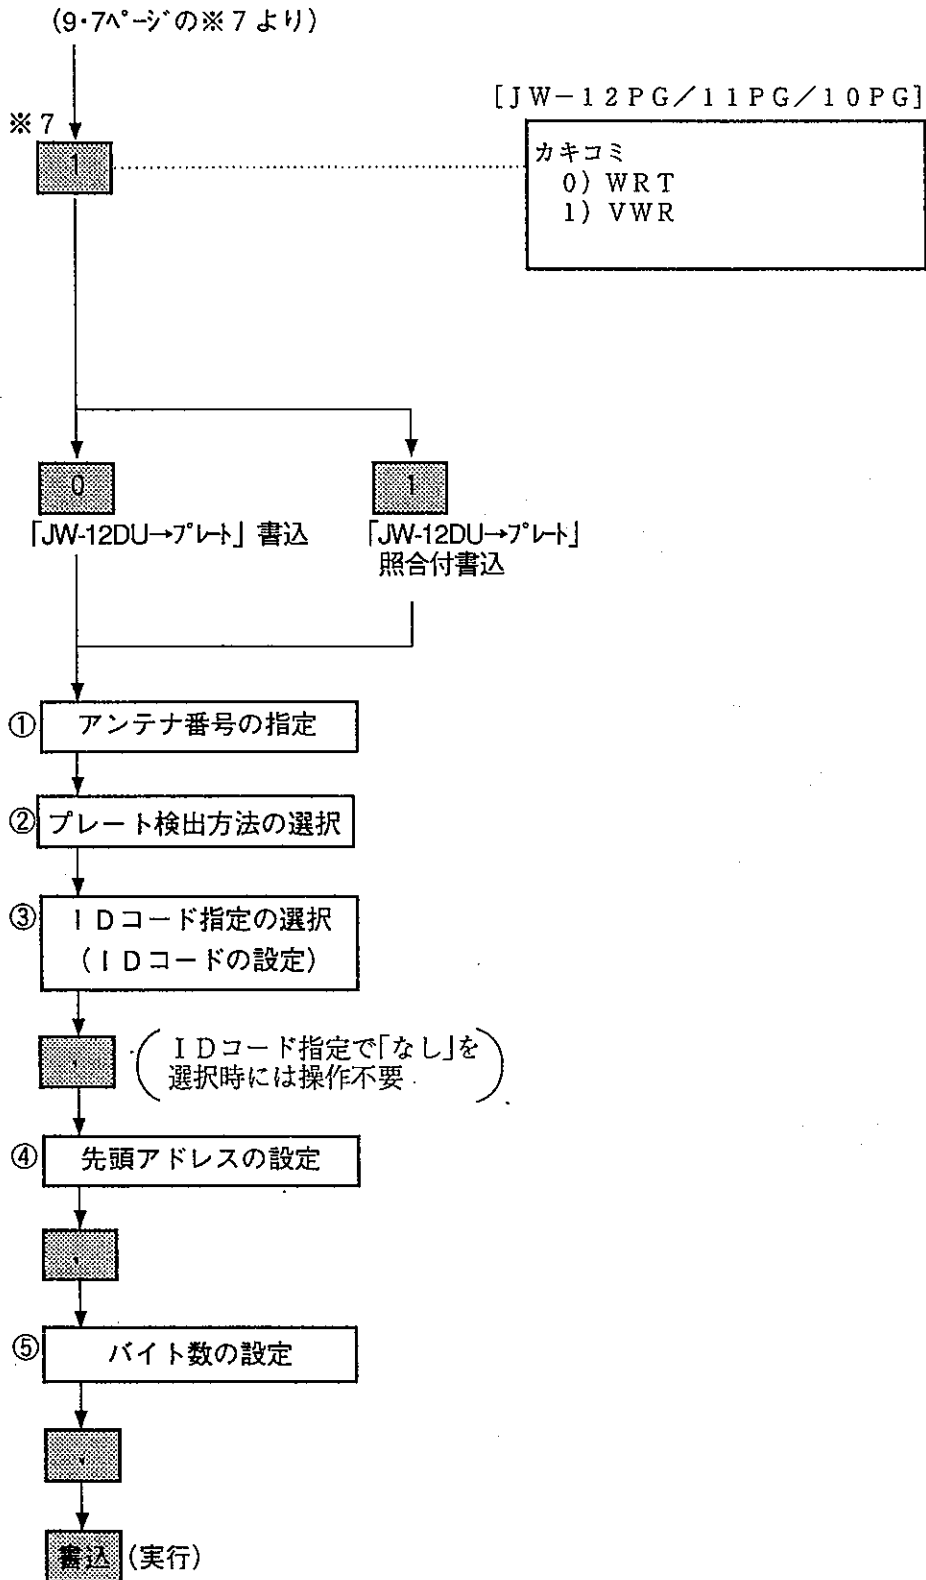 (9・7ページの※7より)
[JW-12PG/11PG/10PG]
※7
1
カキコミ
0) WRT
1) VWR
0
1
「JW-12DU→プレート」書込
「JW-12DU→プレート」
照合付書込
① アンテナ番号の指定
② プレート検出方法の選択
③ IDコード指定の選択
(IDコードの設定)
IDコード指定で「なし」を
選択時には操作不要
④ 先頭アドレスの設定
⑤ バイト数の設定
書込 (実行)